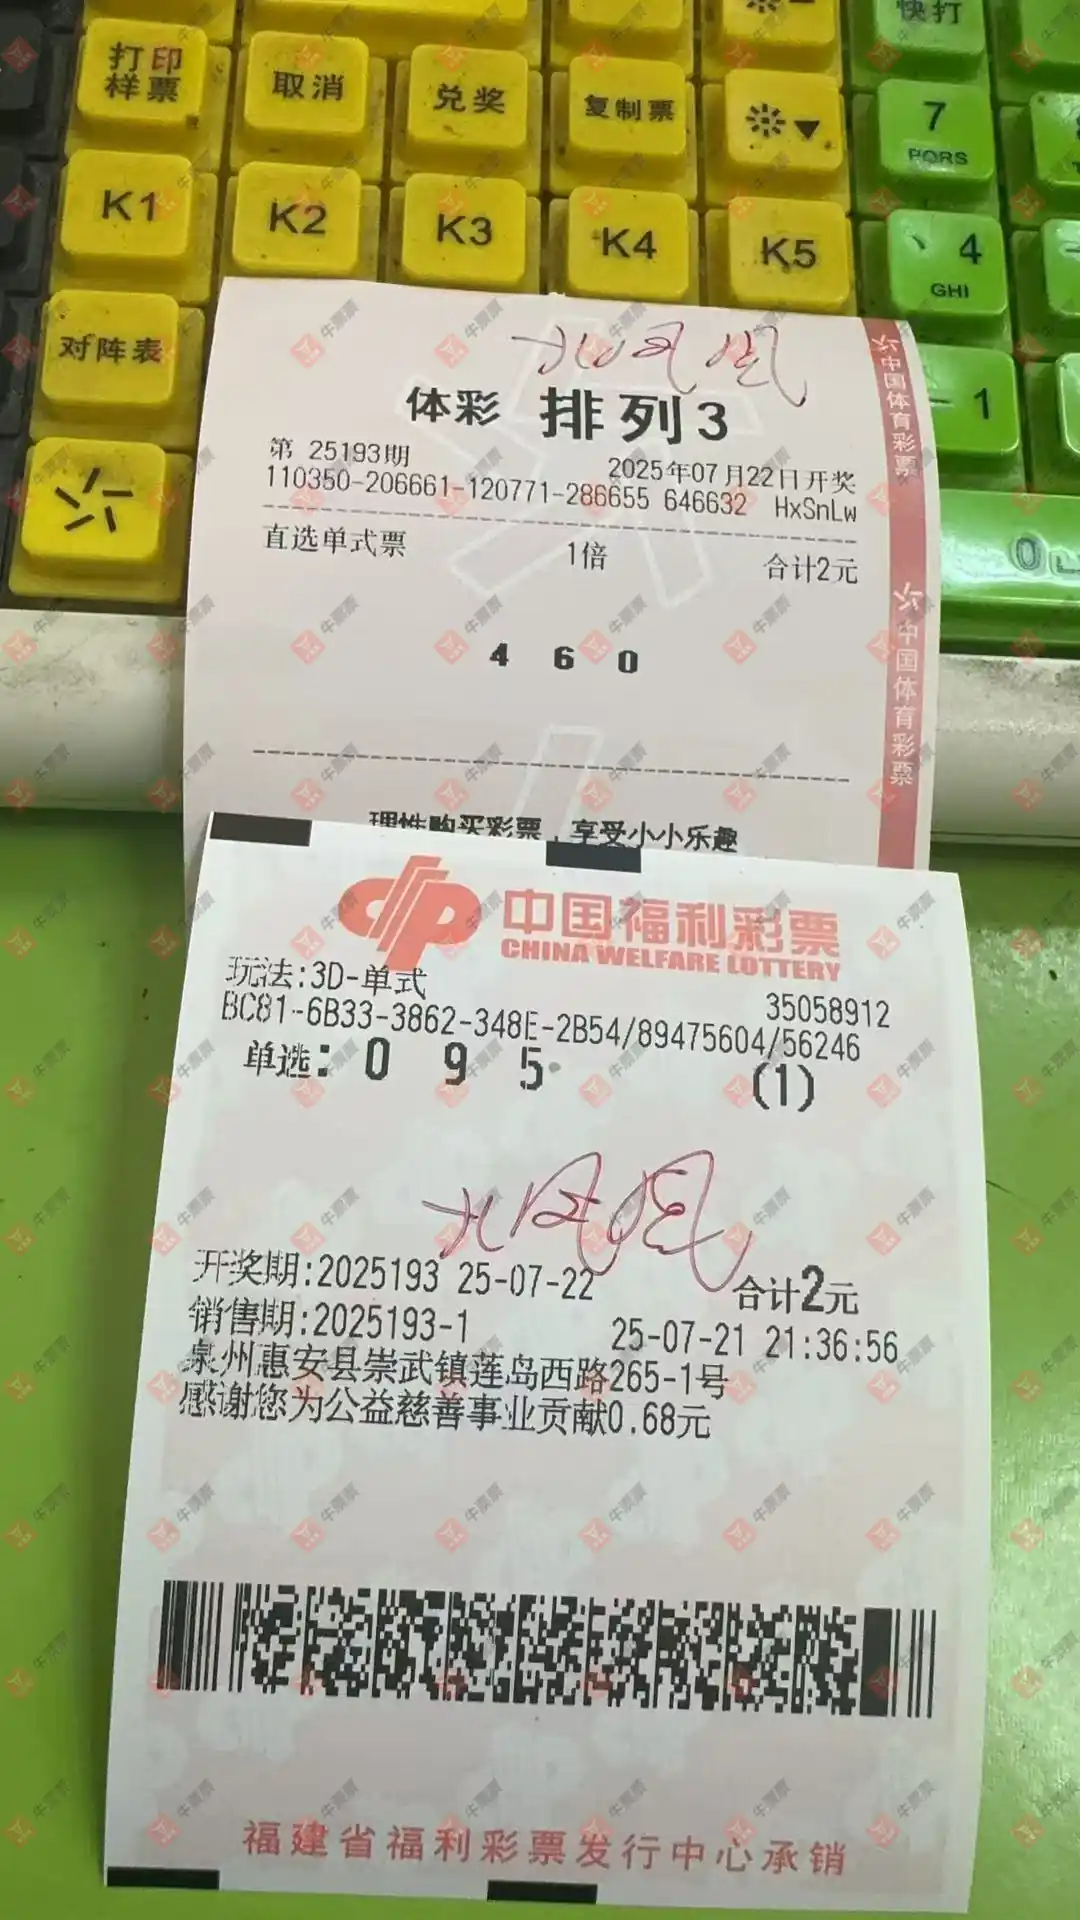 快打
打印
样票
取消
兑奖
复制票
7
PQRS
K1
K2
K3
K4
K5
4
GHI
对阵表
1
0
体彩 排列3
第 25193期
2025年07月22日开奖
110350-206661-120771-286655 646632 HxSnLw
直选单式票 1倍 合计2元
4 6 0
理性购买彩票，享受小小乐趣
中国体育彩票
中国体育彩票
中国福利彩票
CHINA WELFARE LOTTERY
玩法:3D-单式
35058912
BC81-6B33-3862-348E-2B54/89475604/56246
单选: 0 9 5 (1)
开奖期:2025193 25-07-22
合计2元
销售期:2025193-1
25-07-21 21:36:56
泉州惠安县崇武镇莲岛西路265-1号
感谢您为公益慈善事业贡献0.68元
福建省福利彩票发行中心承销
牛票票